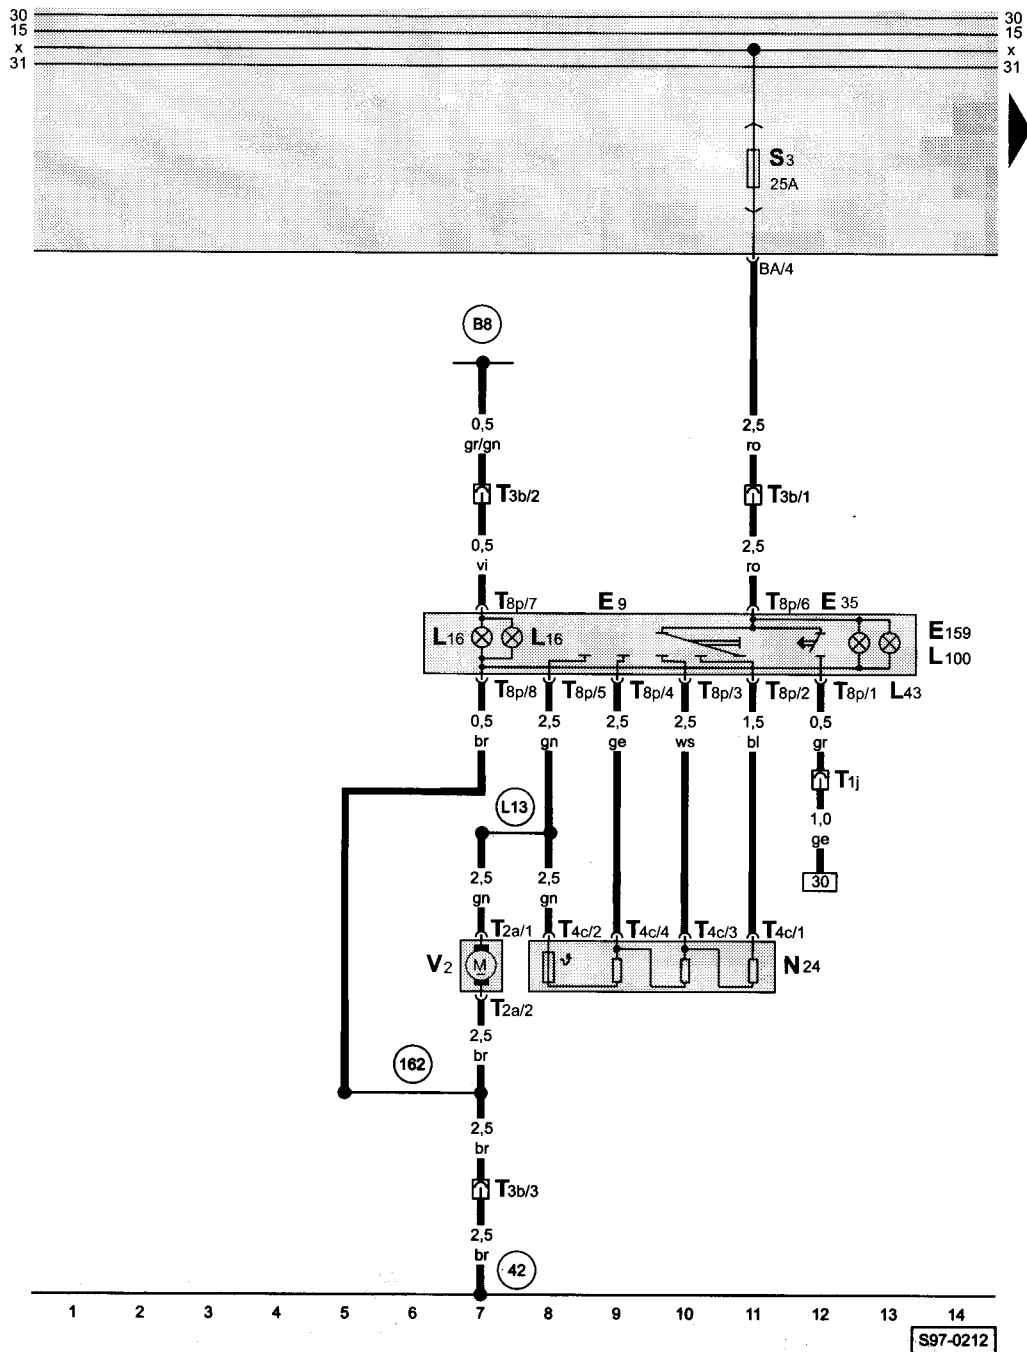 30 30
15 15
x x
31 31
S3
25A
BA/4
B8
0,5 2,5
gr/gn ro
T3b/2 T3b/1
0,5 2,5
vi ro
T8p/7 E9 T8p/6 E35
L16 L16 E159
L100
T8p/8 T8p/5 T8p/4 T8p/3 T8p/2 T8p/1 L43
0,5 2,5 2,5 2,5 1,5 0,5
br gn ge ws bl gr
T1j
L13 1,0
ge
2,5 2,5 30
gn gn
T2a/1 T4c/2 T4c/4 T4c/3 T4c/1
V2 M N24
T2a/2
2,5
br
162
2,5
br
T3b/3
2,5
br
42
1 2 3 4 5 6 7 8 9 10 11 12 13 14
S97-0212